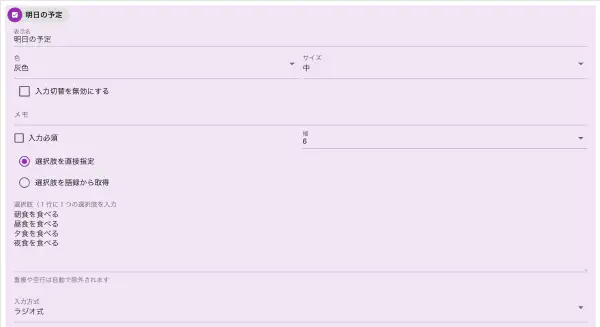 明日の予定
表示名
明日の予定
色
サイズ
灰色
中
入力切替を無効にする
メモ
入力必須
幅
6
選択肢を直接指定
選択肢を語録から取得
選択肢（1行に1つの選択肢を入力
朝食を食べる
昼食を食べる
夕食を食べる
夜食を食べる
重複や空行は自動で除外されます
入力方式
ラジオ式